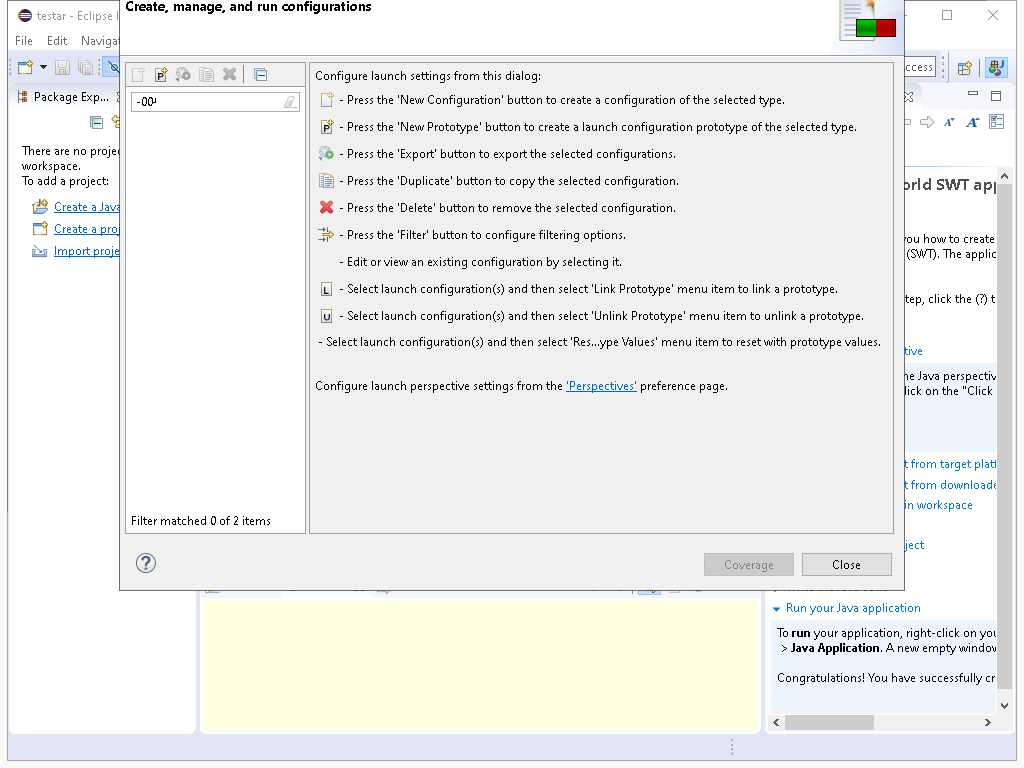 Create, manage, and run configurations
testar - Eclipse I
File Edit Navigat
cess
Package Exp...
There are no proje
workspace.
To add a project:
Create a Java
Create a proj
Import proje
Configure launch settings from this dialog:
- Press the 'New Configuration' button to create a configuration of the selected type.
- Press the 'New Prototype' button to create a launch configuration prototype of the selected type.
- Press the 'Export' button to export the selected configurations.
- Press the 'Duplicate' button to copy the selected configuration.
- Press the 'Delete' button to remove the selected configuration.
- Press the 'Filter' button to configure filtering options.
- Edit or view an existing configuration by selecting it.
- Select launch configuration(s) and then select 'Link Prototype' menu item to link a prototype.
- Select launch configuration(s) and then select 'Unlink Prototype' menu item to unlink a prototype.
- Select launch configuration(s) and then select 'Res...ype Values' menu item to reset with prototype values.
Configure launch perspective settings from the 'Perspectives' preference page.
Filter matched 0 of 2 items
Coverage
Close
orld SWT app
you how to create
(SWT). The applic
tep, click the (?) t
tive
he Java perspectiv
lick on the "Click
t from target platf
t from downloade
in workspace
ject
Run your Java application
To run your application, right-click on you
> Java Application. A new empty window
Congratulations! You have successfully cr